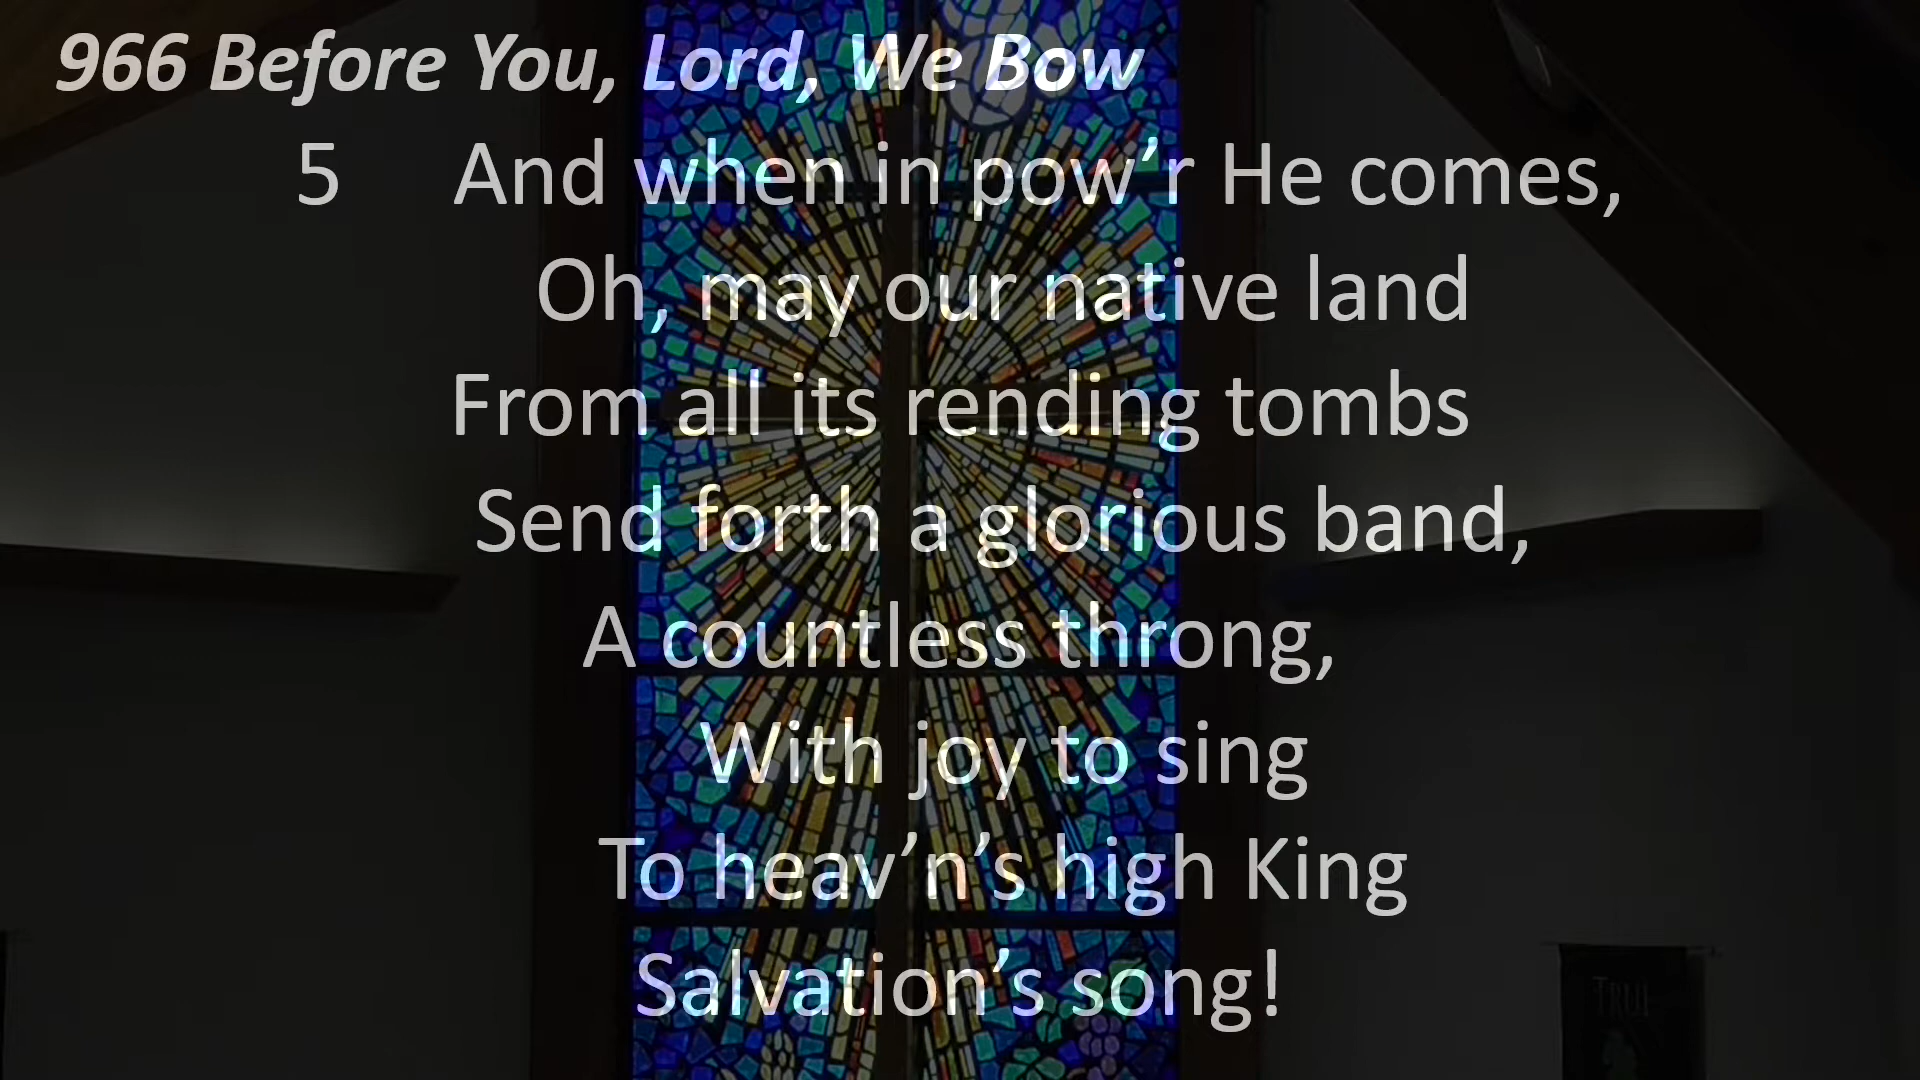 966 Before You, Lord, We Bow
5 And when in pow’r He comes,
Oh, may our native land
From all its rending tombs
Send forth a glorious band,
A countless throng,
With joy to sing
To heav’n’s high King
Salvation’s song!